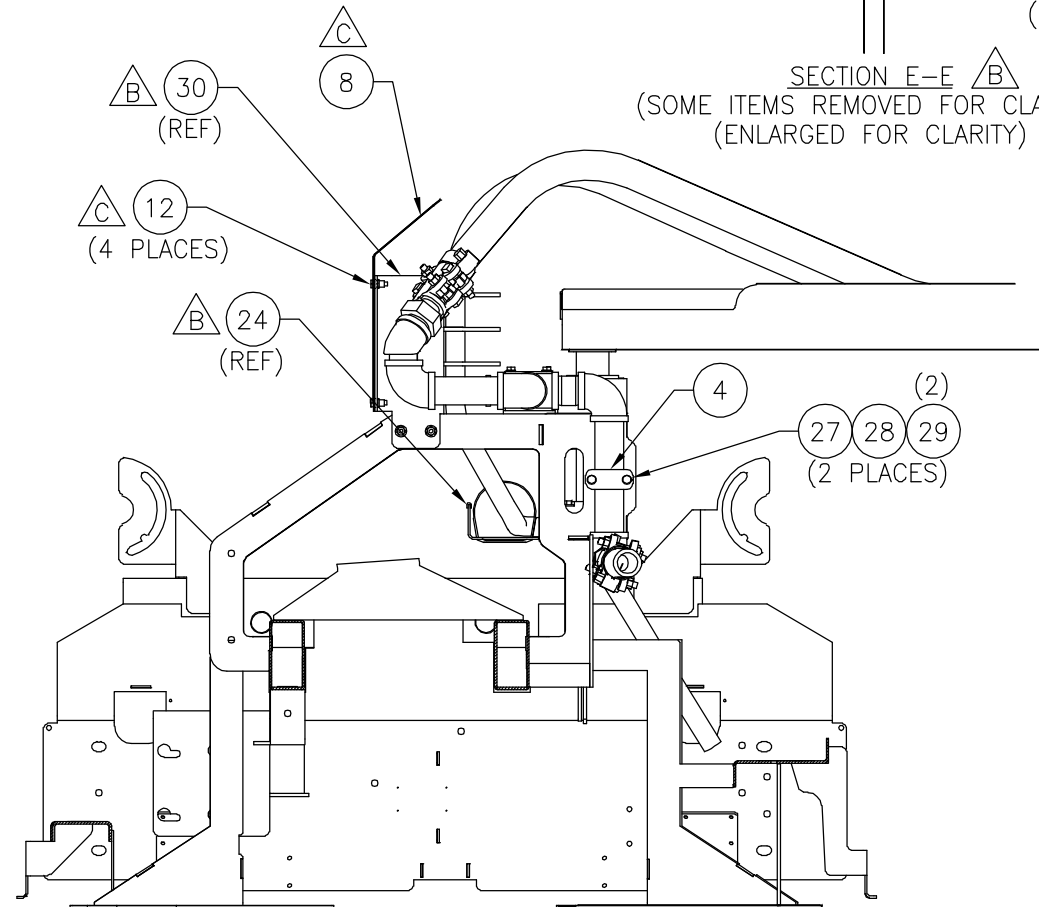 (
SECTION E-E B
(SOME ITEMS REMOVED FOR CLA
(ENLARGED FOR CLARITY)
C
8
B 30
(REF)
C 12
(4 PLACES)
B 24
(REF)
4
(2)
27 28 29
(2 PLACES)